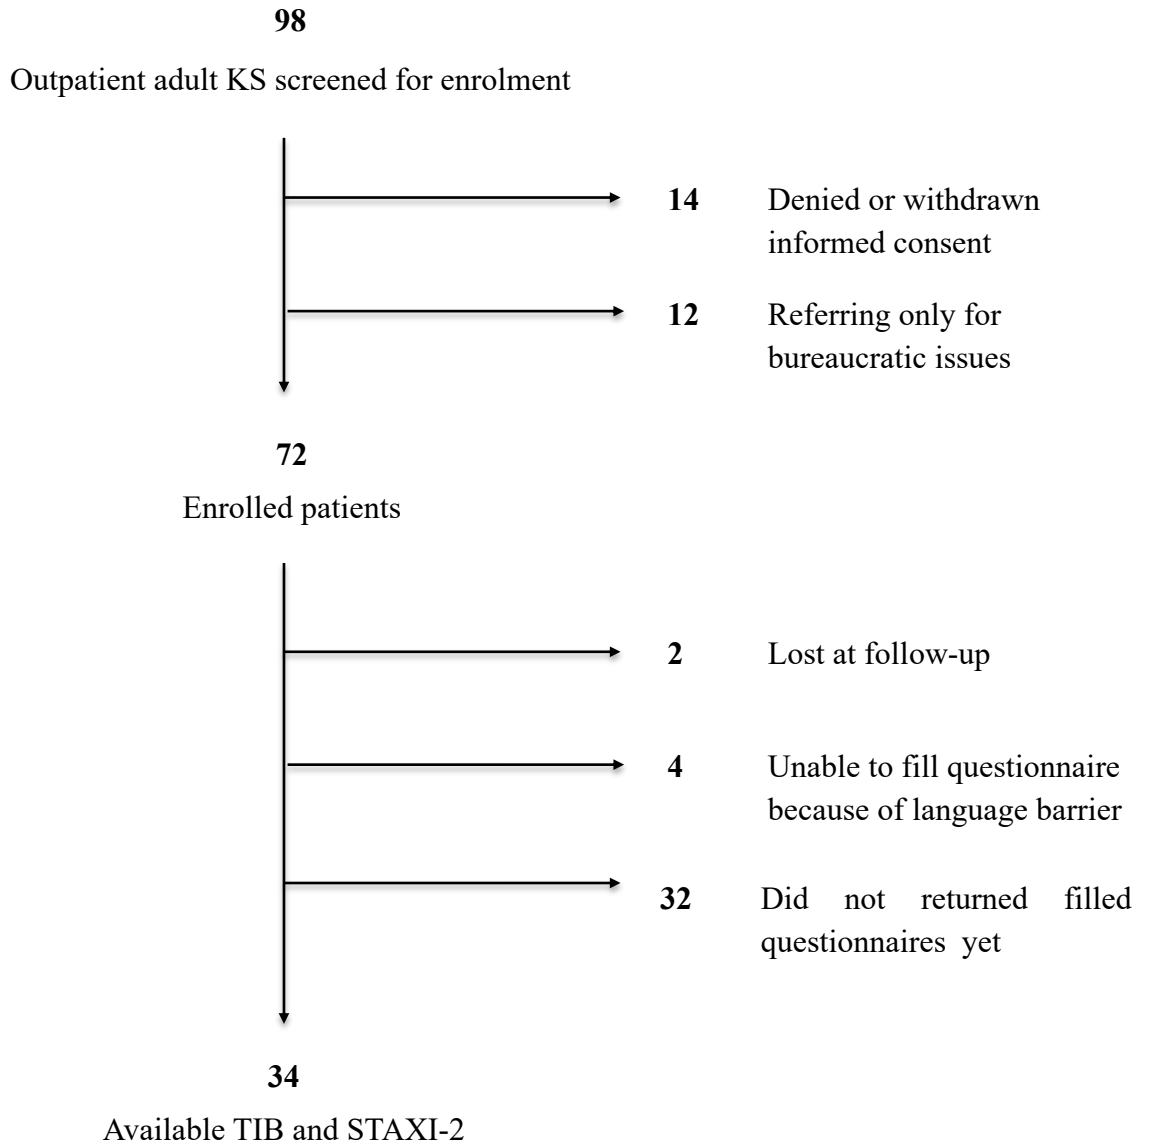 98
Outpatient adult KS screened for enrolment
14 Denied or withdrawn
informed consent
12 Referring only for
bureaucratic issues
72
Enrolled patients
2 Lost at follow-up
4 Unable to fill questionnaire
because of language barrier
32 Did not returned filled
questionnaires yet
34
Available TIB and STAXI-2